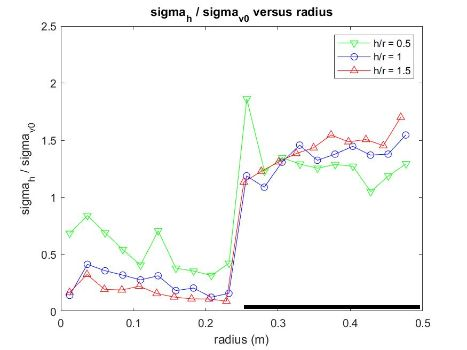 sigma_h / sigma_v0 versus radius
h/r = 0.5
h/r = 1
h/r = 1.5
sigma_h / sigma_v0
2.5
2
1.5
1
0.5
0
0
0.1
0.2
0.3
0.4
0.5
radius (m)